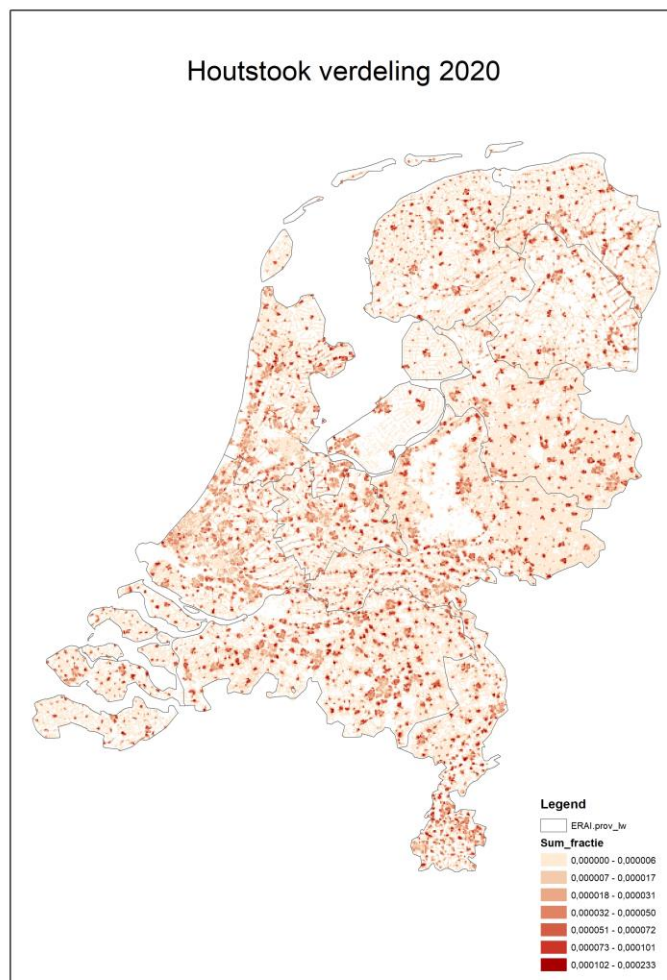 Houtstook verdeling 2020
Legend
ERAI.prov_lw
Sum_fractie
0,000000 - 0,000006
0,000007 - 0,000017
0,000018 - 0,000031
0,000032 - 0,000050
0,000051 - 0,000072
0,000073 - 0,000101
0,000102 - 0,000233